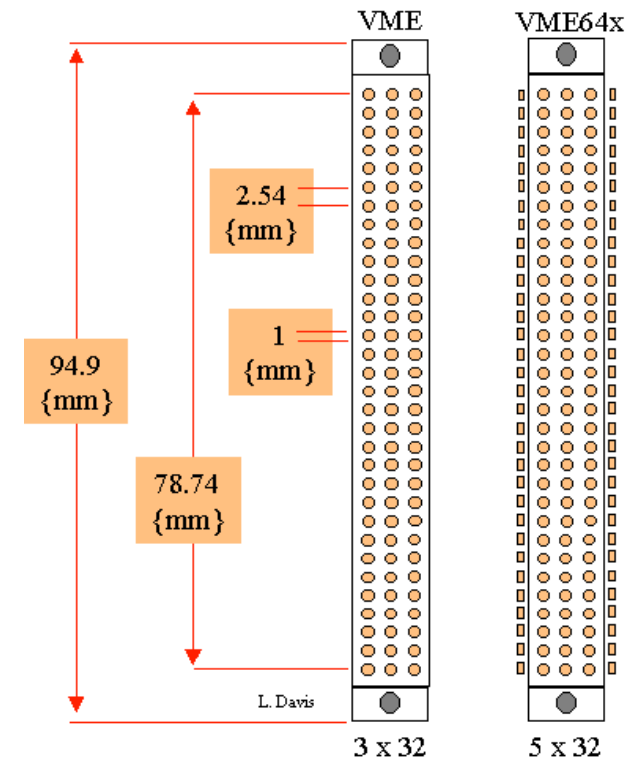 VME
VME64x
2.54
{mm}
1
{mm}
94.9
{mm}
78.74
{mm}
L. Davis
3 x 32
5 x 32